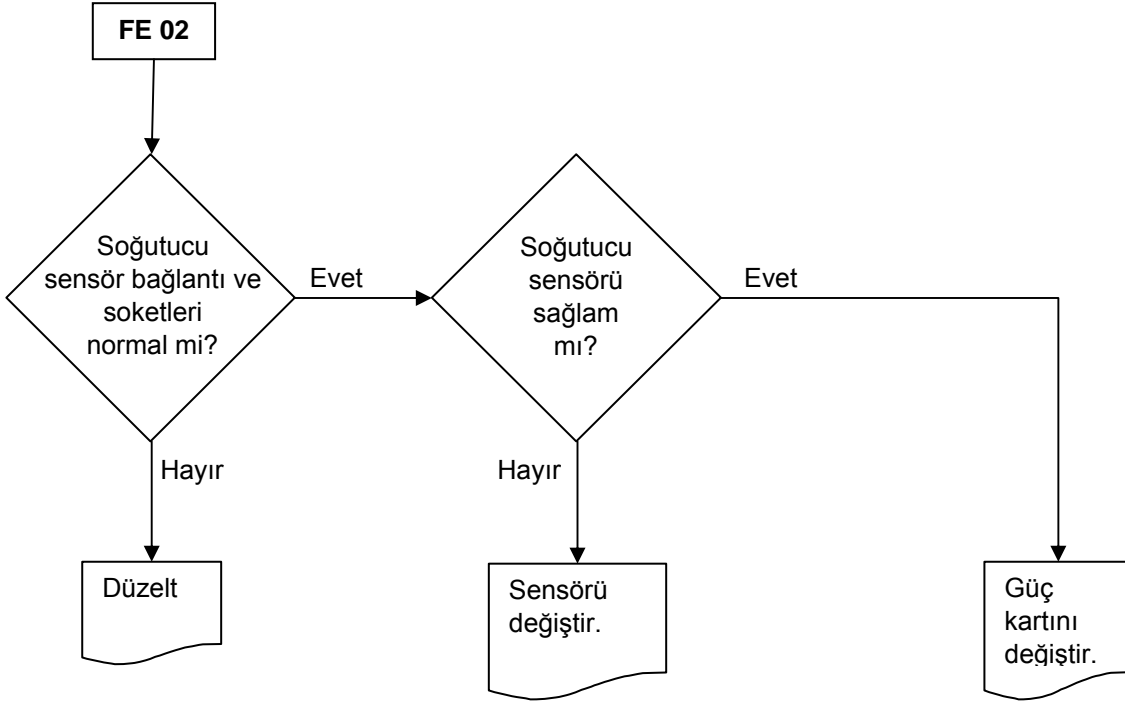 FE 02
Soğutucu
sensör bağlantı ve
soketleri
normal mi?
Evet
Soğutucu
sensörü
sağlam
mı?
Evet
Hayır
Hayır
Düzelt
Sensörü
değiştir.
Güç
kartını
değiştir.